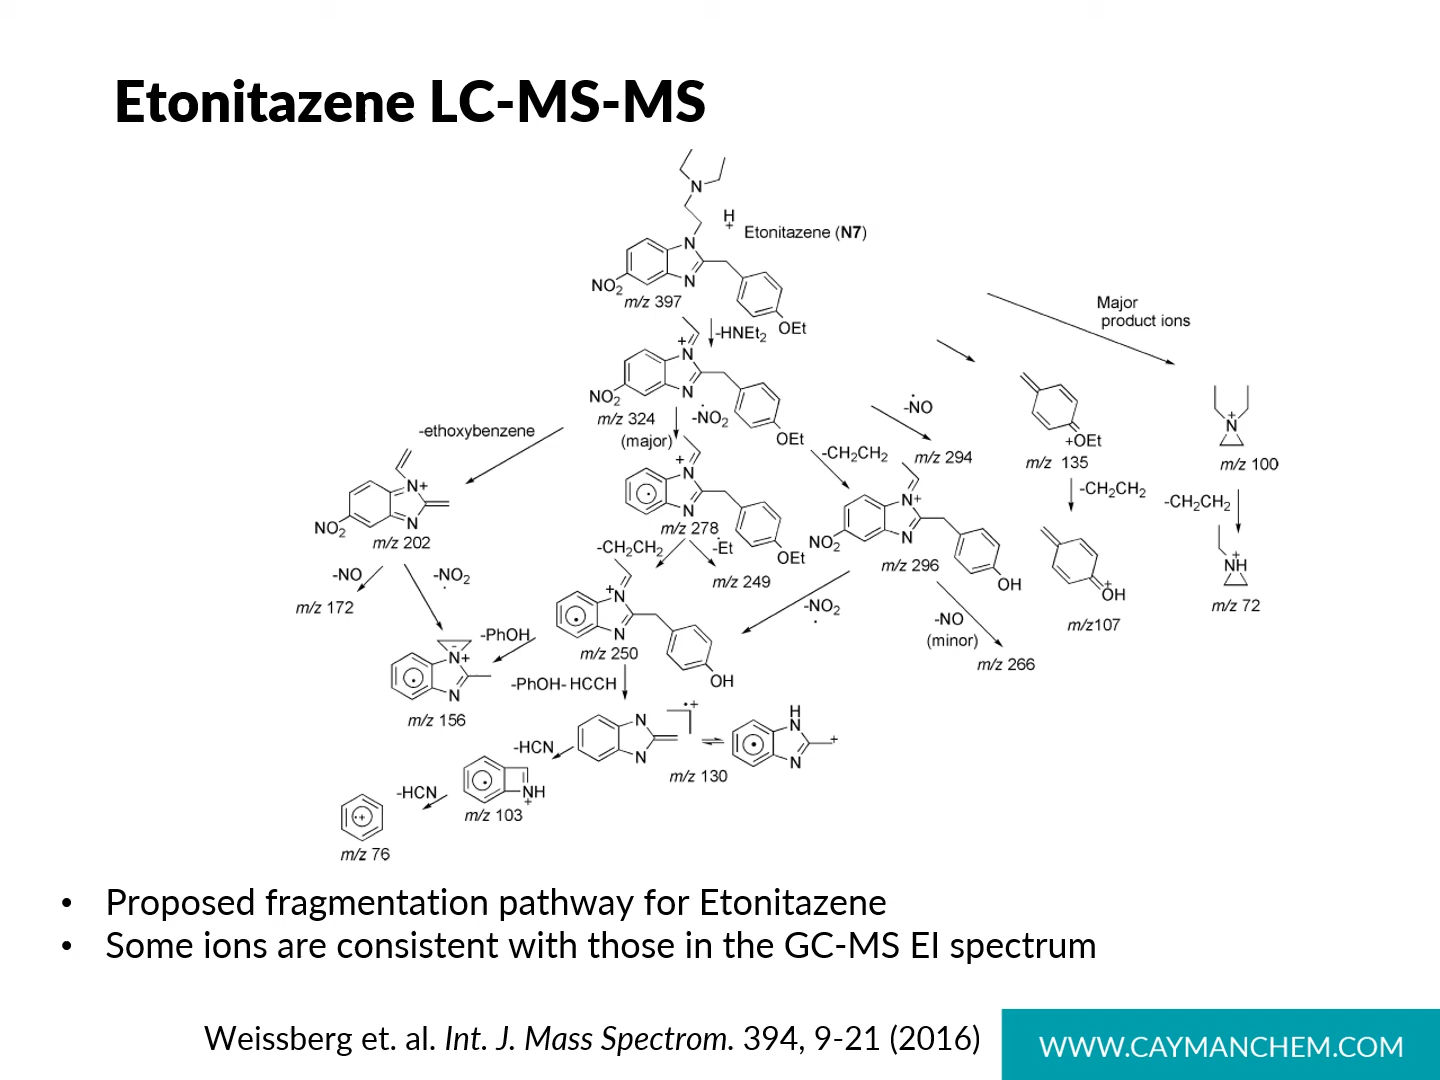 Etonitazene LC-MS-MS
N
H
+
Etonitazene (N7)
N
N
NO2
m/z 397
OEt
-HNEt2
Major
product ions
+
N
N
NO2
m/z 324
(major)
-NO2
OEt
-NO
m/z 294
+OEt
m/z 135
+
N
m/z 100
-ethoxybenzene
-CH2CH2
-CH2CH2
-CH2CH2
+
N
N
m/z 278
OEt
N+
N
NO2
m/z 202
N+
N
NO2
m/z 296
OH
+
OH
m/z107
+
NH
m/z 72
-CH2CH2
-Et
m/z 249
-NO
m/z 172
-NO2
+
N
N
m/z 250
OH
-NO2
-NO
(minor)
m/z 266
-PhOH
-
N+
N
m/z 156
-PhOH- HCCH
N
N
·+
m/z 130
H
N
N
+
-HCN
NH
+
m/z 103
-HCN
·+
m/z 76
• Proposed fragmentation pathway for Etonitazene
• Some ions are consistent with those in the GC-MS EI spectrum
Weissberg et. al. Int. J. Mass Spectrom. 394, 9-21 (2016)
WWW.CAYMANCHEM.COM